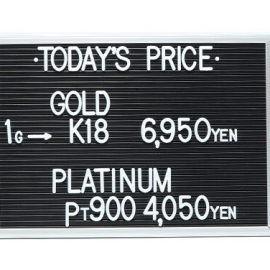 ·TODAY'S PRICE·
GOLD
1G→ K18 6,950YEN
PLATINUM
PT900 4,050YEN